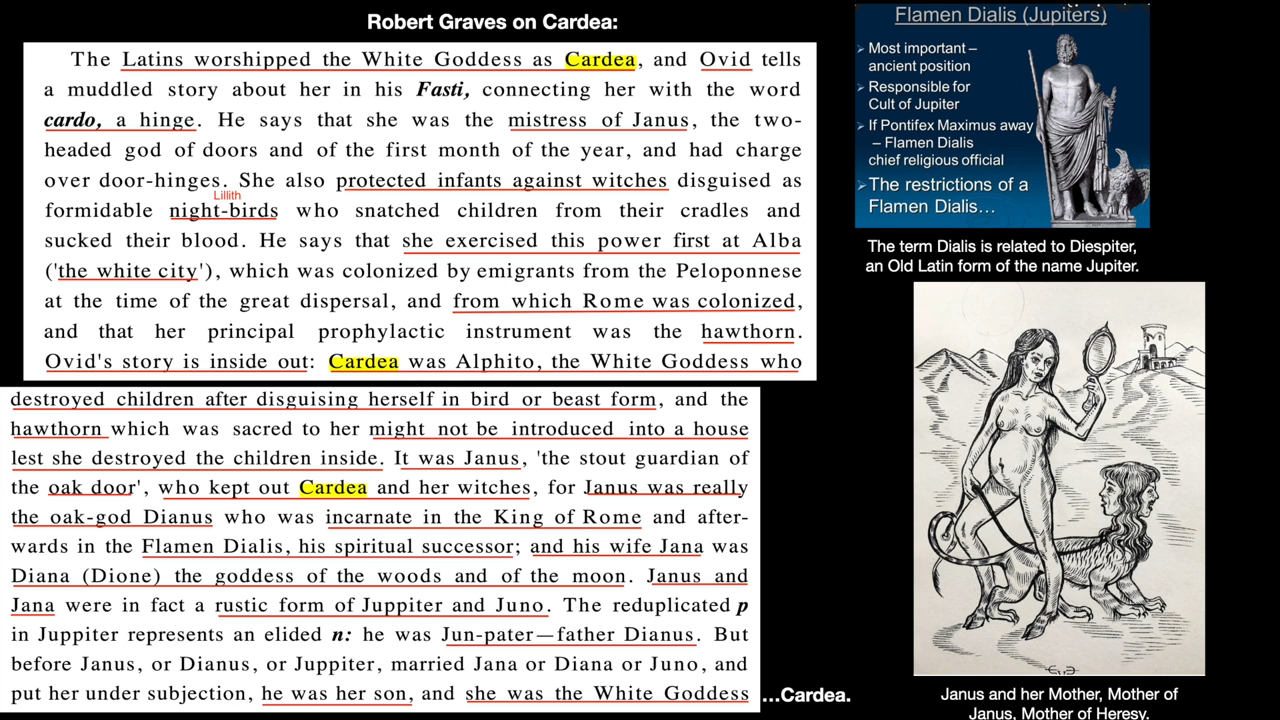 Robert Graves on Cardea:
The Latins worshipped the White Goddess as Cardea, and Ovid tells
a muddled story about her in his Fasti, connecting her with the word
cardo, a hinge. He says that she was the mistress of Janus, the two-
headed god of doors and of the first month of the year, and had charge
over door-hinges. She also protected infants against witches disguised as
Lillith
formidable night-birds who snatched children from their cradles and
sucked their blood. He says that she exercised this power first at Alba
('the white city'), which was colonized by emigrants from the Peloponnese
at the time of the great dispersal, and from which Rome was colonized,
and that her principal prophylactic instrument was the hawthorn.
Ovid's story is inside out: Cardea was Alphito, the White Goddess who
destroyed children after disguising herself in bird or beast form, and the
hawthorn which was sacred to her might not be introduced into a house
lest she destroyed the children inside. It was Janus, 'the stout guardian of
the oak door', who kept out Cardea and her witches, for Janus was really
the oak-god Dianus who was incarnate in the King of Rome and after-
wards in the Flamen Dialis, his spiritual successor; and his wife Jana was
Diana (Dione) the goddess of the woods and of the moon. Janus and
Jana were in fact a rustic form of Juppiter and Juno. The reduplicated p
in Juppiter represents an elided n: he was Jun-pater—father Dianus. But
before Janus, or Dianus, or Juppiter, married Jana or Diana or Juno, and
put her under subjection, he was her son, and she was the White Goddess
...Cardea.
Flamen Dialis (Jupiters)
Most important –
ancient position
Responsible for
Cult of Jupiter
If Pontifex Maximus away
– Flamen Dialis
chief religious official
The restrictions of a
Flamen Dialis...
The term Dialis is related to Diespiter,
an Old Latin form of the name Jupiter.
Janus and her Mother, Mother of
Janus, Mother of Heresy.